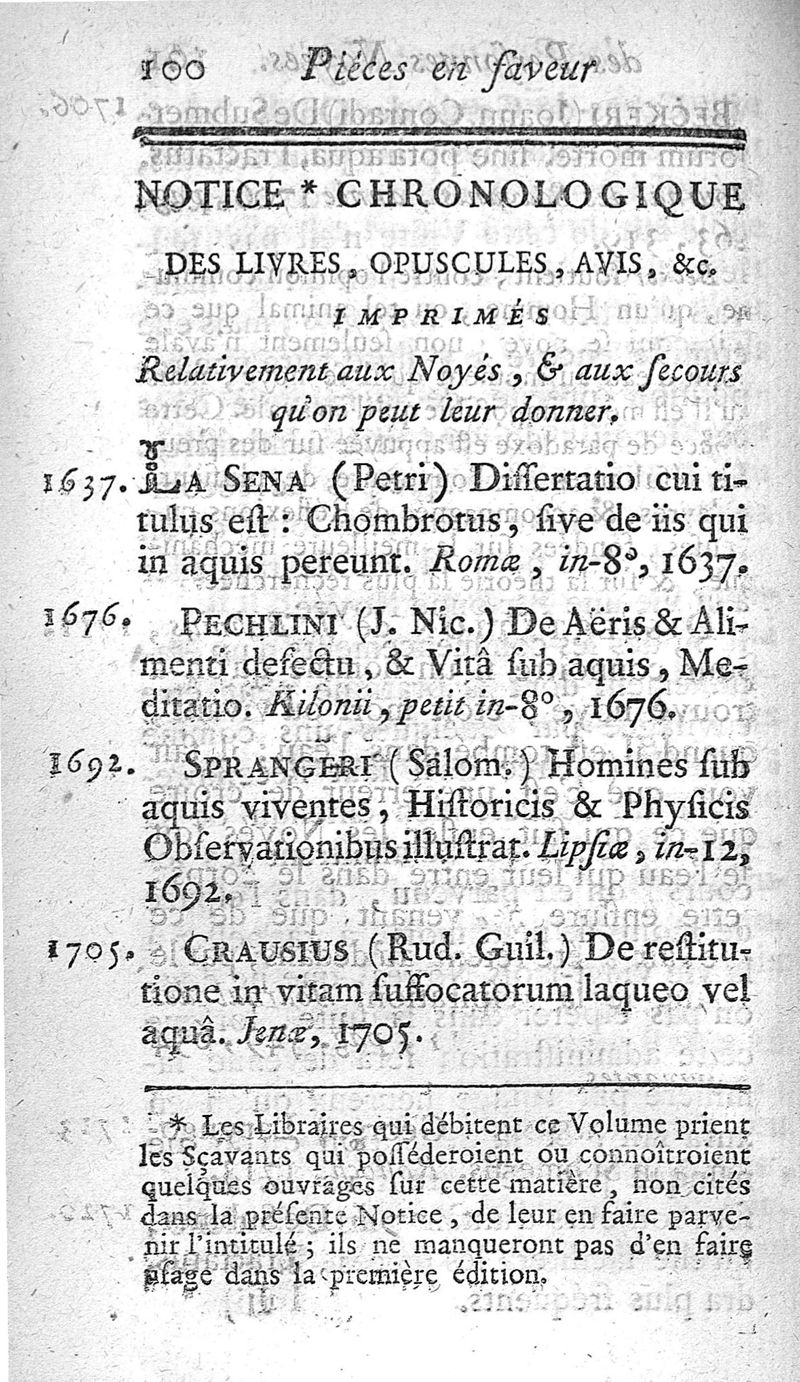 100 Piéces en faveur
NOTICE * CHRONOLOGIQUE
DES LIVRES, OPUSCULES, AVIS, &c.
IMPRIMÉS
Relativement aux Noyés, & aux ſecours
qu'on peut leur donner.
1637. LA SENA (Petri) Diſſertatio cui ti-
tulus eſt : Chombrotus, ſive de iis qui
in aquis pereunt. Romæ, in-8°, 1637.
1676. PECHLINI (J. Nic.) De Aëris & Ali-
menti defectu, & Vitâ ſub aquis, Me-
ditatio. Kilonii, petit in-8°, 1676.
1692. SPRANGERI (Salom.) Homines ſub
aquis viventes, Hiſtoricis & Phyſicis
Obſervationibus illuſtrat. Lipſiæ, in-12,
1692.
1705. CRAUSIUS (Rud. Guil.) De reſtitu-
tione in vitam ſuffocatorum laqueo vel
aquâ. Jenæ, 1705.
* Les Libraires qui débitent ce Volume prient
les Sçavants qui poſſéderoient ou connoîtroient
quelques ouvrages ſur cette matière, non cités
dans la préſente Notice, de leur en faire parve-
nir l'intitulé ; ils ne manqueront pas d'en faire
uſage dans la première édition.